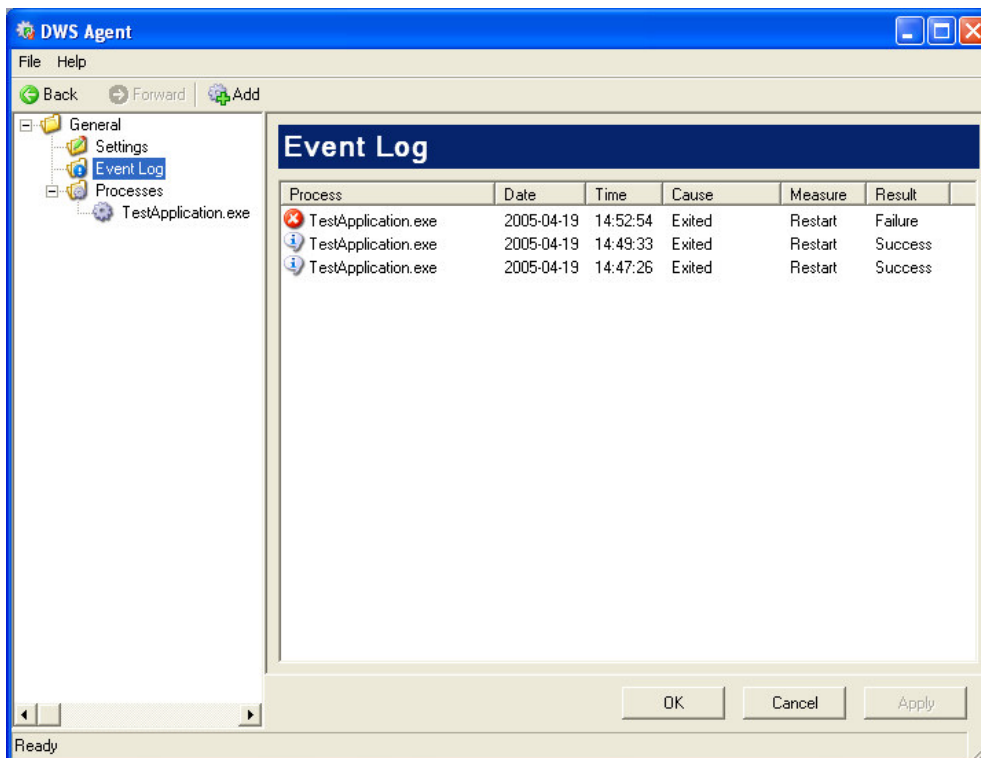 DWS Agent
File Help
Back Forward Add
General
Settings
Event Log
Processes
TestApplication.exe
Event Log
Process Date Time Cause Measure Result
TestApplication.exe 2005-04-19 14:52:54 Exited Restart Failure
TestApplication.exe 2005-04-19 14:49:33 Exited Restart Success
TestApplication.exe 2005-04-19 14:47:26 Exited Restart Success
OK Cancel Apply
Ready